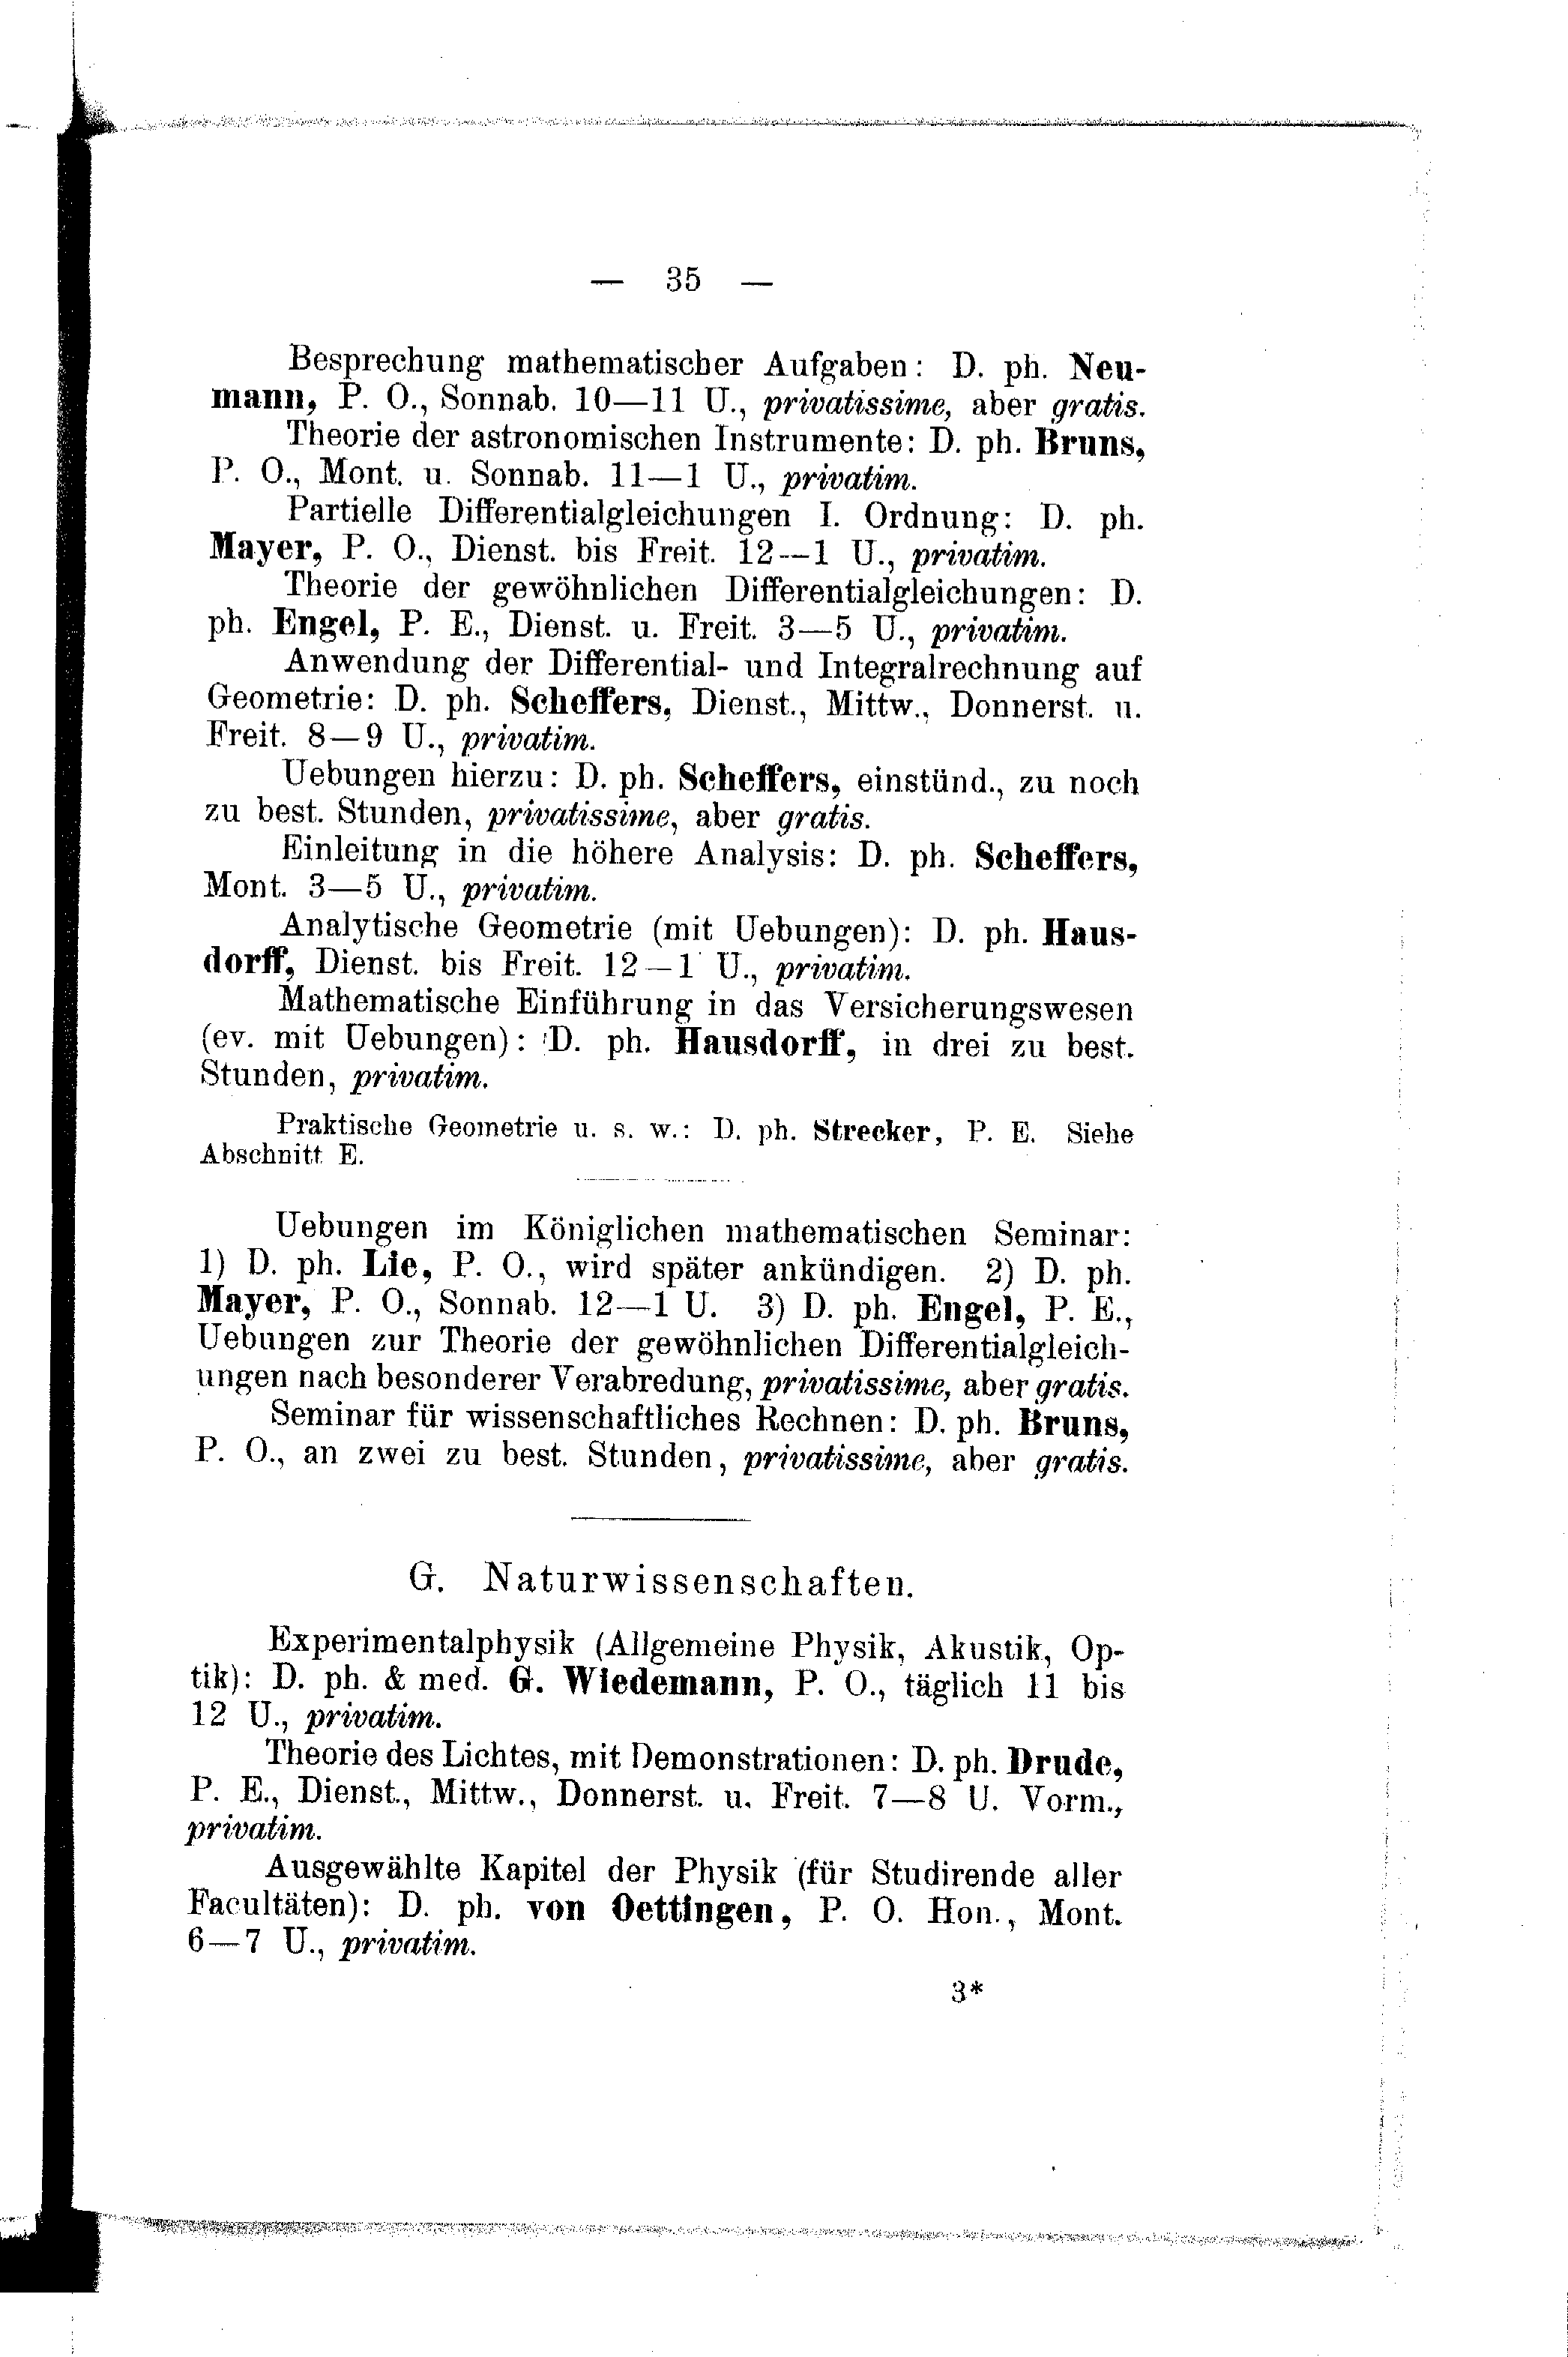 — 35 —
Besprechung mathematischer Aufgaben: D. ph. Neu-
mann, P. O., Sonnab. 10—11 U., privatissime, aber gratis.
Theorie der astronomischen Instrumente: D. ph. Bruns,
P. O., Mont. u. Sonnab. 11—1 U., privatim.
Partielle Differentialgleichungen I. Ordnung: D. ph.
Mayer, P. O., Dienst. bis Freit. 12—1 U., privatim.
Theorie der gewöhnlichen Differentialgleichungen: D.
ph. Engel, P. E., Dienst. u. Freit. 3—5 U., privatim.
Anwendung der Differential- und Integralrechnung auf
Geometrie: D. ph. Scheffers, Dienst., Mittw., Donnerst. u.
Freit. 8—9 U., privatim.
Uebungen hierzu: D. ph. Scheffers, einstünd., zu noch
zu best. Stunden, privatissime, aber gratis.
Einleitung in die höhere Analysis: D. ph. Scheffers,
Mont. 3—5 U., privatim.
Analytische Geometrie (mit Uebungen): D. ph. Haus-
dorff, Dienst. bis Freit. 12—1 U., privatim.
Mathematische Einführung in das Versicherungswesen
(ev. mit Uebungen): D. ph. Hausdorff, in drei zu best.
Stunden, privatim.
Praktische Geometrie u. s. w.: D. ph. Strecker, P. E. Siehe
Abschnitt E.
Uebungen im Königlichen mathematischen Seminar:
1) D. ph. Lie, P. O., wird später ankündigen. 2) D. ph.
Mayer, P. O., Sonnab. 12—1 U. 3) D. ph. Engel, P. E.,
Uebungen zur Theorie der gewöhnlichen Differentialgleich-
ungen nach besonderer Verabredung, privatissime, aber gratis.
Seminar für wissenschaftliches Rechnen: D. ph. Bruns,
P. O., an zwei zu best. Stunden, privatissime, aber gratis.
G. Naturwissenschaften.
Experimentalphysik (Allgemeine Physik, Akustik, Op-
tik): D. ph. & med. G. Wiedemann, P. O., täglich 11 bis
12 U., privatim.
Theorie des Lichtes, mit Demonstrationen: D. ph. Drude,
P. E., Dienst., Mittw., Donnerst. u. Freit. 7—8 U. Vorm.,
privatim.
Ausgewählte Kapitel der Physik (für Studirende aller
Facultäten): D. ph. von Oettingen, P. O. Hon., Mont.
6—7 U., privatim.
3*